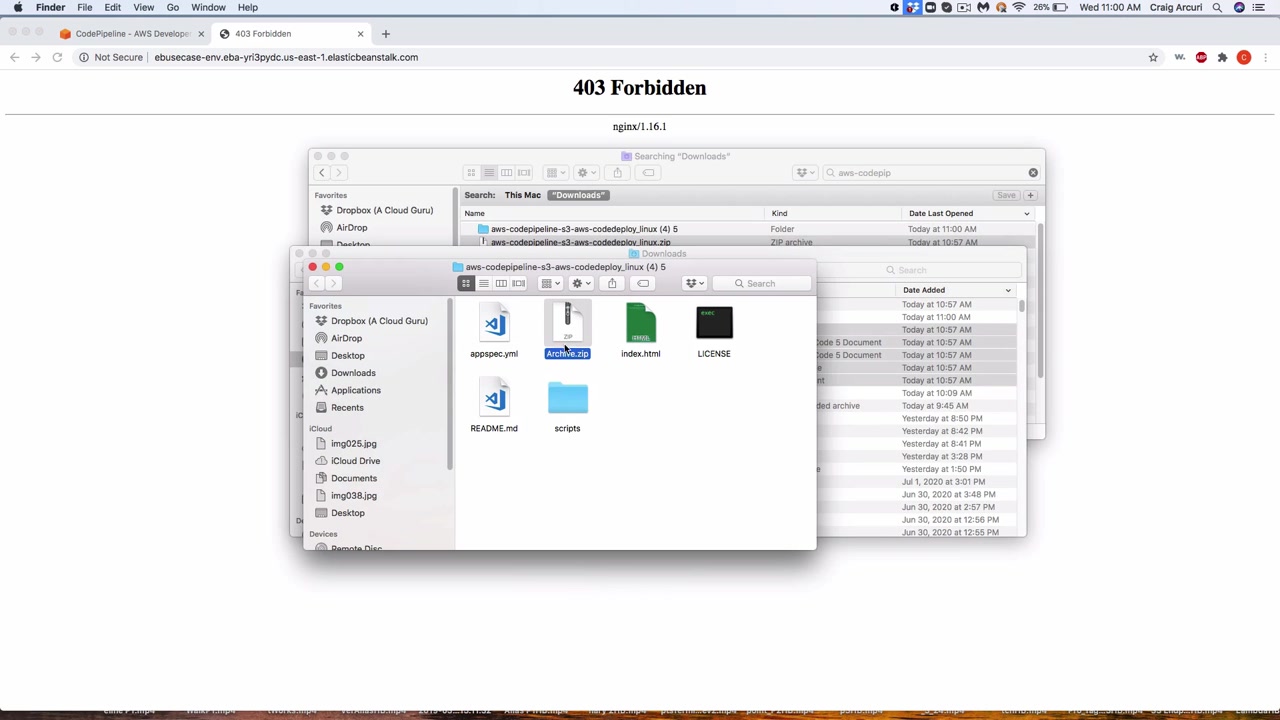 Finder File Edit View Go Window Help 26% Wed 11:00 AM Craig Arcuri
CodePipeline - AWS Develope 403 Forbidden
Not Secure ebusecase-env.eba-yri3pydc.us-east-1.elasticbeanstalk.com W. ABP C
403 Forbidden
nginx/1.16.1
Searching "Downloads"
aws-codepip
Favorites Search: This Mac "Downloads" Save
Dropbox (A Cloud Guru) Name Kind Date Last Opened
AirDrop aws-codepipeline-s3-aws-codedeploy_linux (4) 5 Folder Today at 11:00 AM
Desktop aws-codepipeline-s3-aws-codedeploy_linux.zip ZIP archive Today at 10:57 AM
Downloads
Search
Date Added
Today at 10:57 AM
Today at 11:00 AM
Today at 10:57 AM
Code 5 Document Today at 10:57 AM
Code 5 Document Today at 10:57 AM
Today at 10:57 AM
nt Today at 10:57 AM
Today at 10:09 AM
ded archive Today at 9:45 AM
Yesterday at 8:50 PM
Yesterday at 8:42 PM
Yesterday at 8:41 PM
Yesterday at 3:28 PM
Yesterday at 1:50 PM
Jul 1, 2020 at 3:01 PM
Jun 30, 2020 at 3:48 PM
Jun 30, 2020 at 2:57 PM
Jun 30, 2020 at 12:56 PM
Jun 30, 2020 at 12:55 PM
aws-codepipeline-s3-aws-codedeploy_linux (4) 5
Search
Favorites
Dropbox (A Cloud Guru)
AirDrop
Desktop
Downloads
Applications
Recents
iCloud
img025.jpg
iCloud Drive
Documents
img038.jpg
Desktop
Devices
Remote Disc
ZIP exec
appspec.yml Archive.zip index.html LICENSE
README.md scripts